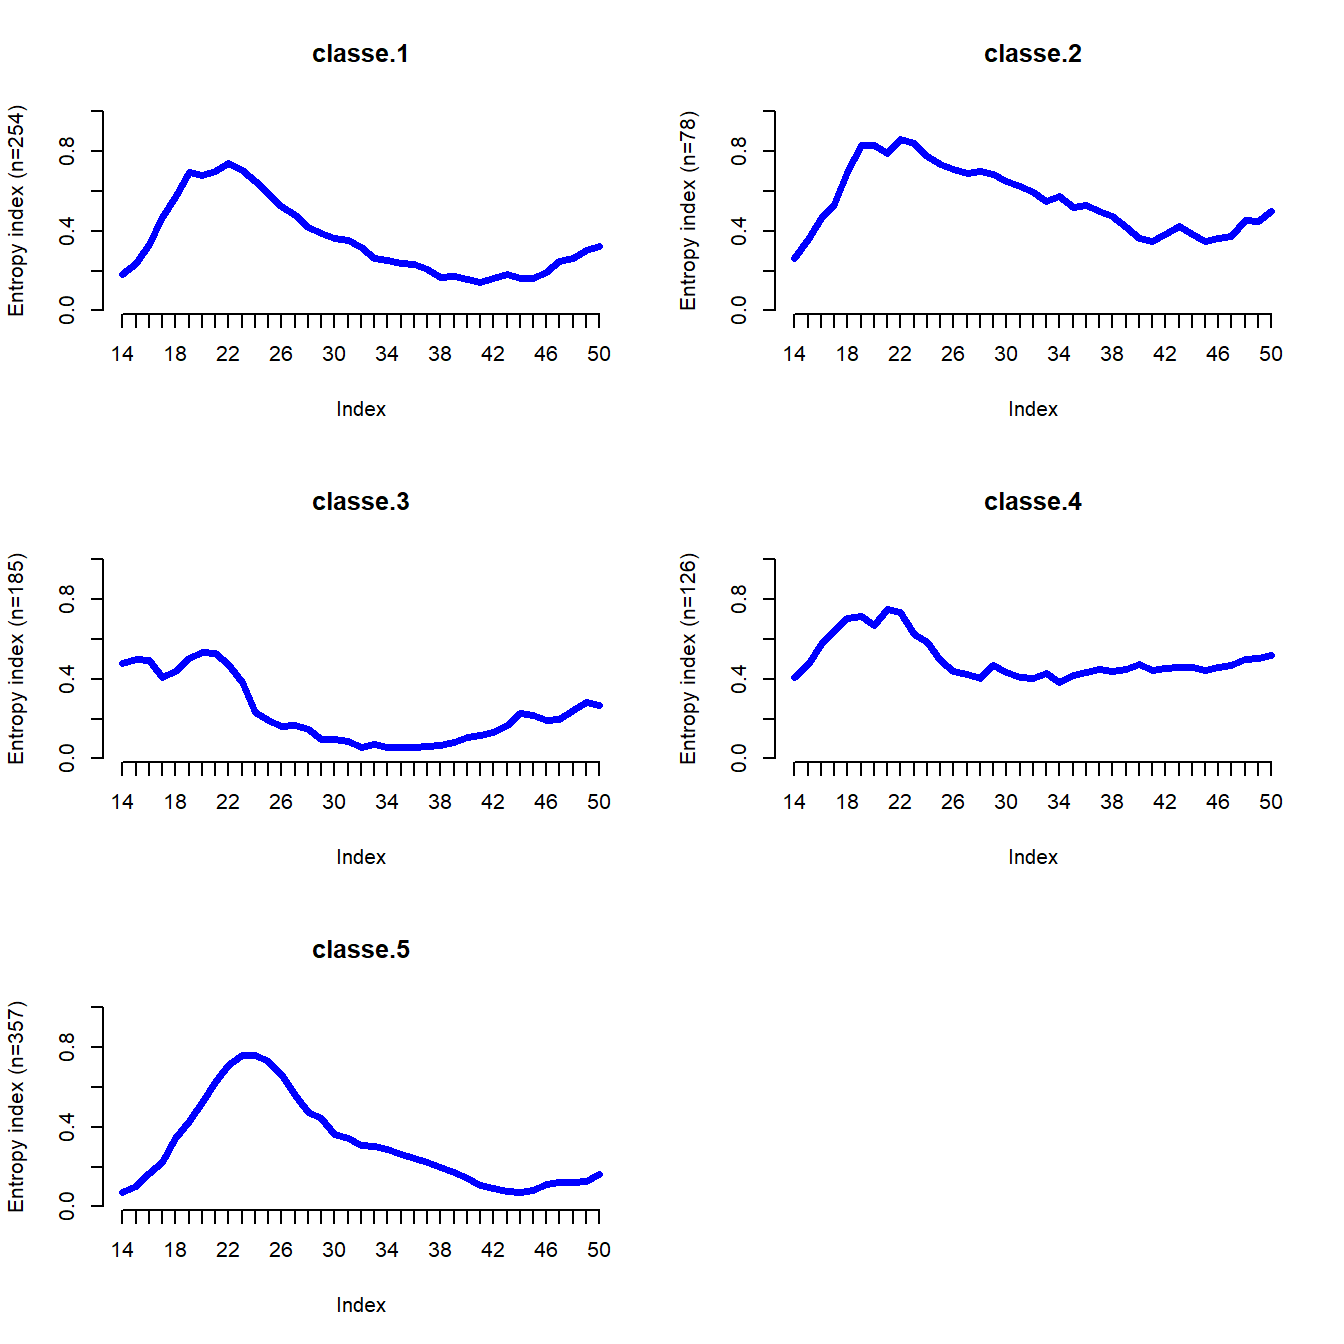 classe.1
Entropy index (n=254)
0.0 0.4 0.8
14 18 22 26 30 34 38 42 46 50
Index
classe.2
Entropy index (n=78)
0.0 0.4 0.8
14 18 22 26 30 34 38 42 46 50
Index
classe.3
Entropy index (n=185)
0.0 0.4 0.8
14 18 22 26 30 34 38 42 46 50
Index
classe.4
Entropy index (n=126)
0.0 0.4 0.8
14 18 22 26 30 34 38 42 46 50
Index
classe.5
Entropy index (n=357)
0.0 0.4 0.8
14 18 22 26 30 34 38 42 46 50
Index